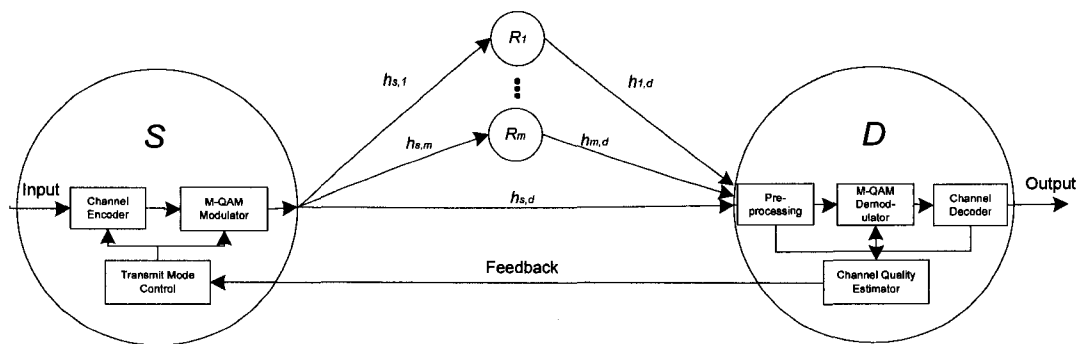 S
Input
Channel
Encoder
M-QAM
Modulator
Transmit Mode
Control
hs,1
hs,m
hs,d
R1
Rm
h1,d
hm,d
Feedback
D
Pre-
processing
M-QAM
Demod-
ulator
Channel
Decoder
Channel Quality
Estimator
Output